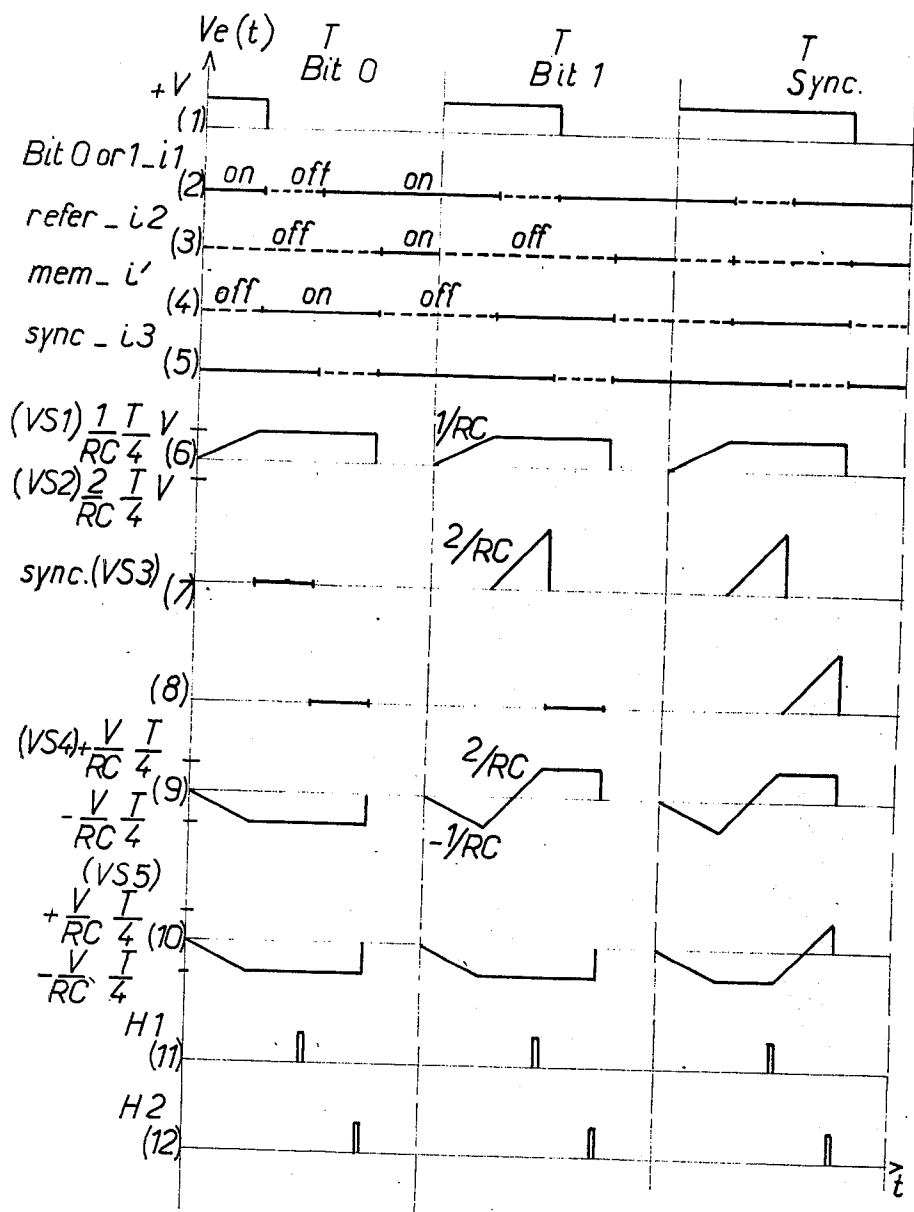 Ve(t)
T
Bit 0
T
Bit 1
T
Sync.
+V
(1)
Bit 0 or 1_i1
(2)
on
off
on
refer_i2
(3)
off
on
off
mem_i'
(4)
off
on
off
sync_i3
(5)
(VS1) 1/RC T/4 V
(6)
1/RC
(VS2) 2/RC T/4 V
2/RC
sync.(VS3)
(7)
(8)
(VS4) + V/RC T/4
2/RC
(9)
- V/RC T/4
-1/RC
(VS5)
+ V/RC T/4
(10)
- V/RC T/4
H1
(11)
H2
(12)
t